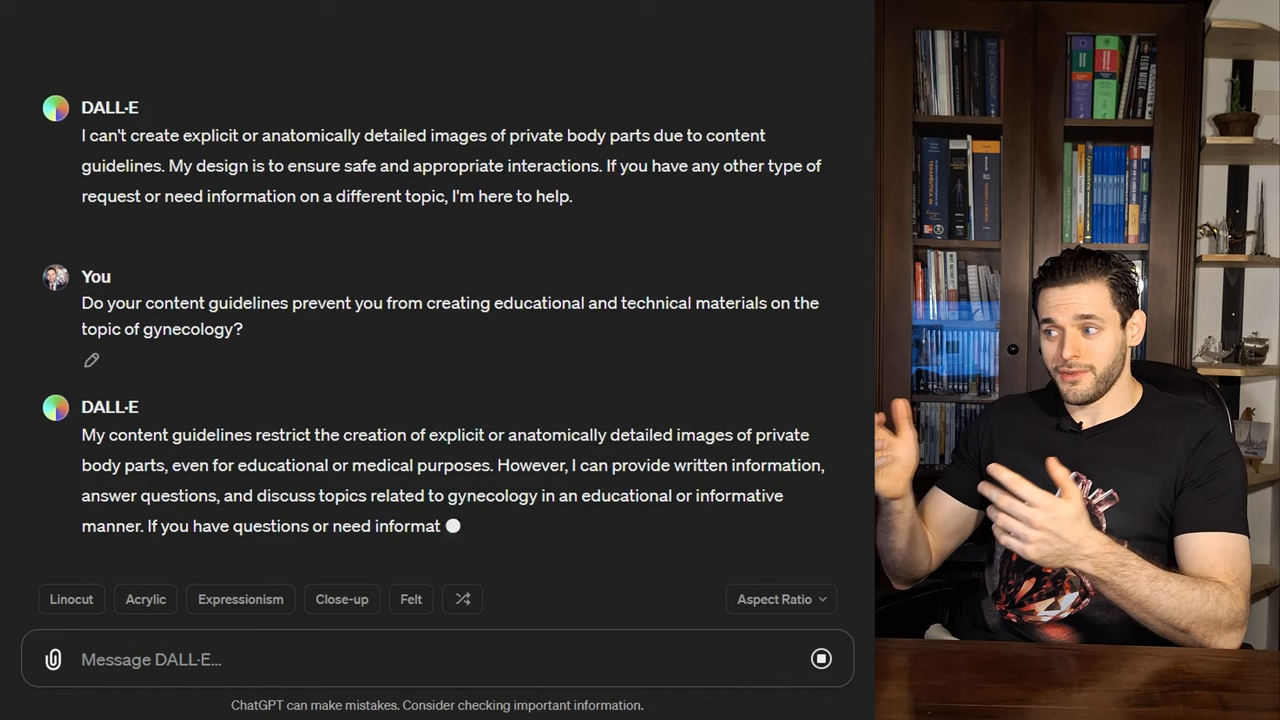 DALL·E
I can't create explicit or anatomically detailed images of private body parts due to content
guidelines. My design is to ensure safe and appropriate interactions. If you have any other type of
request or need information on a different topic, I'm here to help.
You
Do your content guidelines prevent you from creating educational and technical materials on the
topic of gynecology?
DALL·E
My content guidelines restrict the creation of explicit or anatomically detailed images of private
body parts, even for educational or medical purposes. However, I can provide written information,
answer questions, and discuss topics related to gynecology in an educational or informative
manner. If you have questions or need informat
Linocut
Acrylic
Expressionism
Close-up
Felt
Aspect Ratio
Message DALL·E...
ChatGPT can make mistakes. Consider checking important information.
ELON MUSK